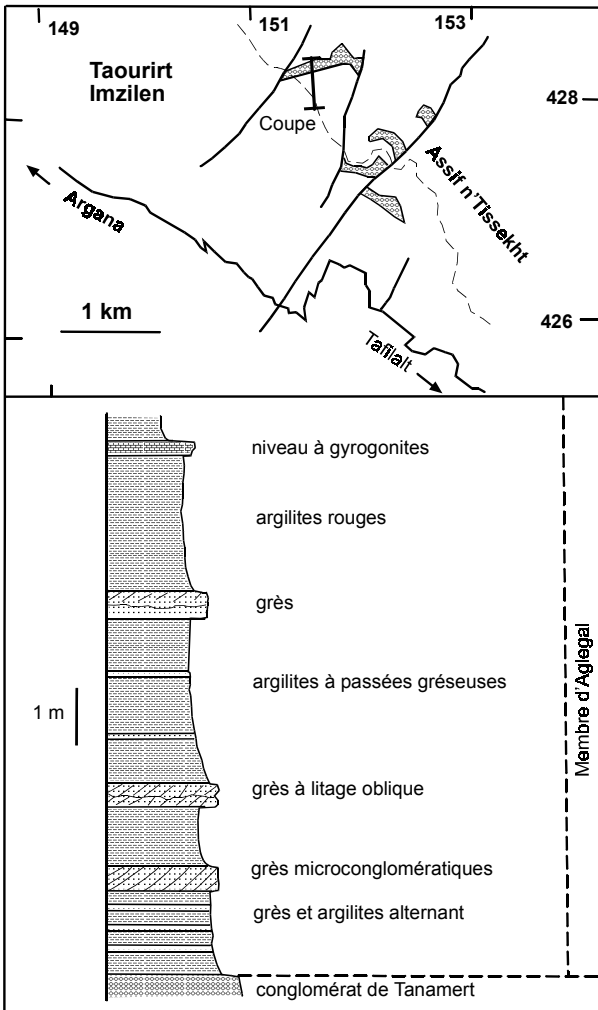 149
151
153
Taourirt
Imzilen
428
Coupe
Assif n'Tissekht
Argana
1 km
426
Tafilalt
niveau à gyrogonites
argilites rouges
grès
argilites à passées gréseuses
1 m
Membre d'Aglegal
grès à litage oblique
grès microconglomératiques
grès et argilites alternant
conglomérat de Tanamert